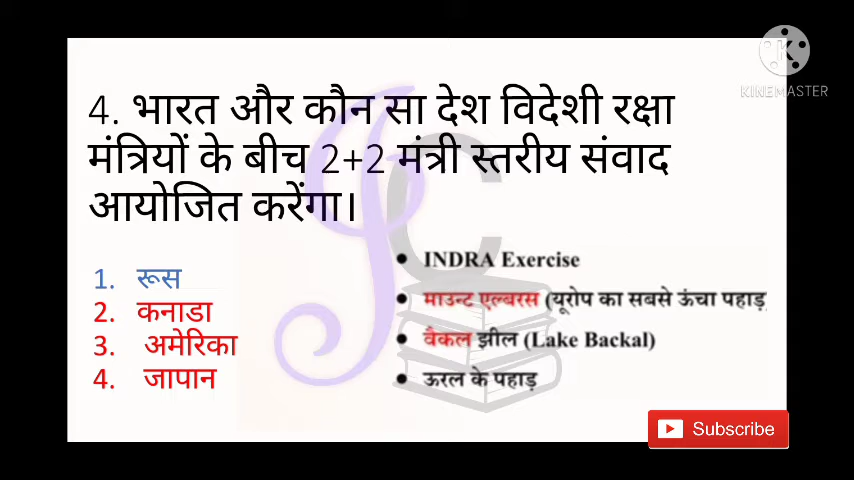 KINEMASTER
4. भारत और कौन सा देश विदेशी रक्षा
मंत्रियों के बीच 2+2 मंत्री स्तरीय संवाद
आयोजित करेंगा।
1. रूस
2. कनाडा
3. अमेरिका
4. जापान
• INDRA Exercise
• माउन्ट एल्बरस (यूरोप का सबसे ऊंचा पहाड़
• वैकल झील (Lake Backal)
• ऊरल के पहाड़
Subscribe